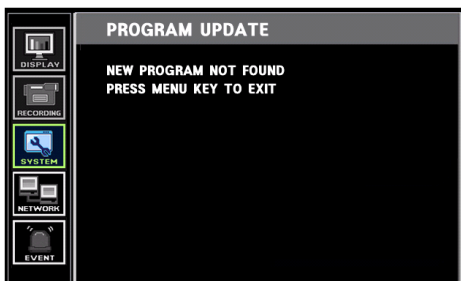 PROGRAM UPDATE
NEW PROGRAM NOT FOUND
PRESS MENU KEY TO EXIT
DISPLAY
RECORDING
SYSTEM
NETWORK
EVENT